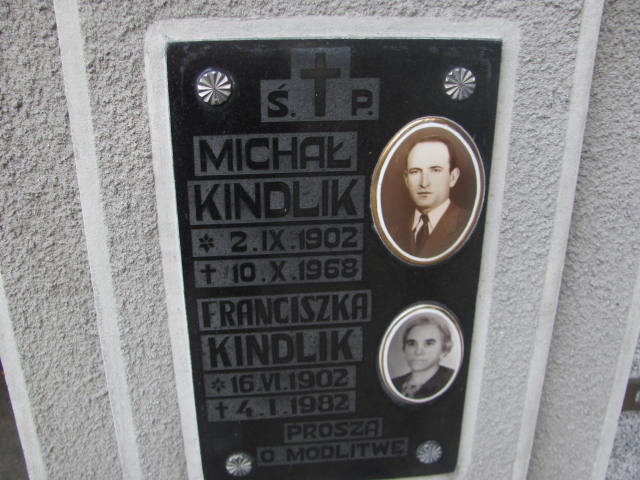 Ś. P.
MICHAŁ
KINDLIK
* 2.IX.1902
† 10.X.1968
FRANCISZKA
KINDLIK
* 16.VI.1902
† 4.I.1982
PROSZĄ
O MODLITWĘ